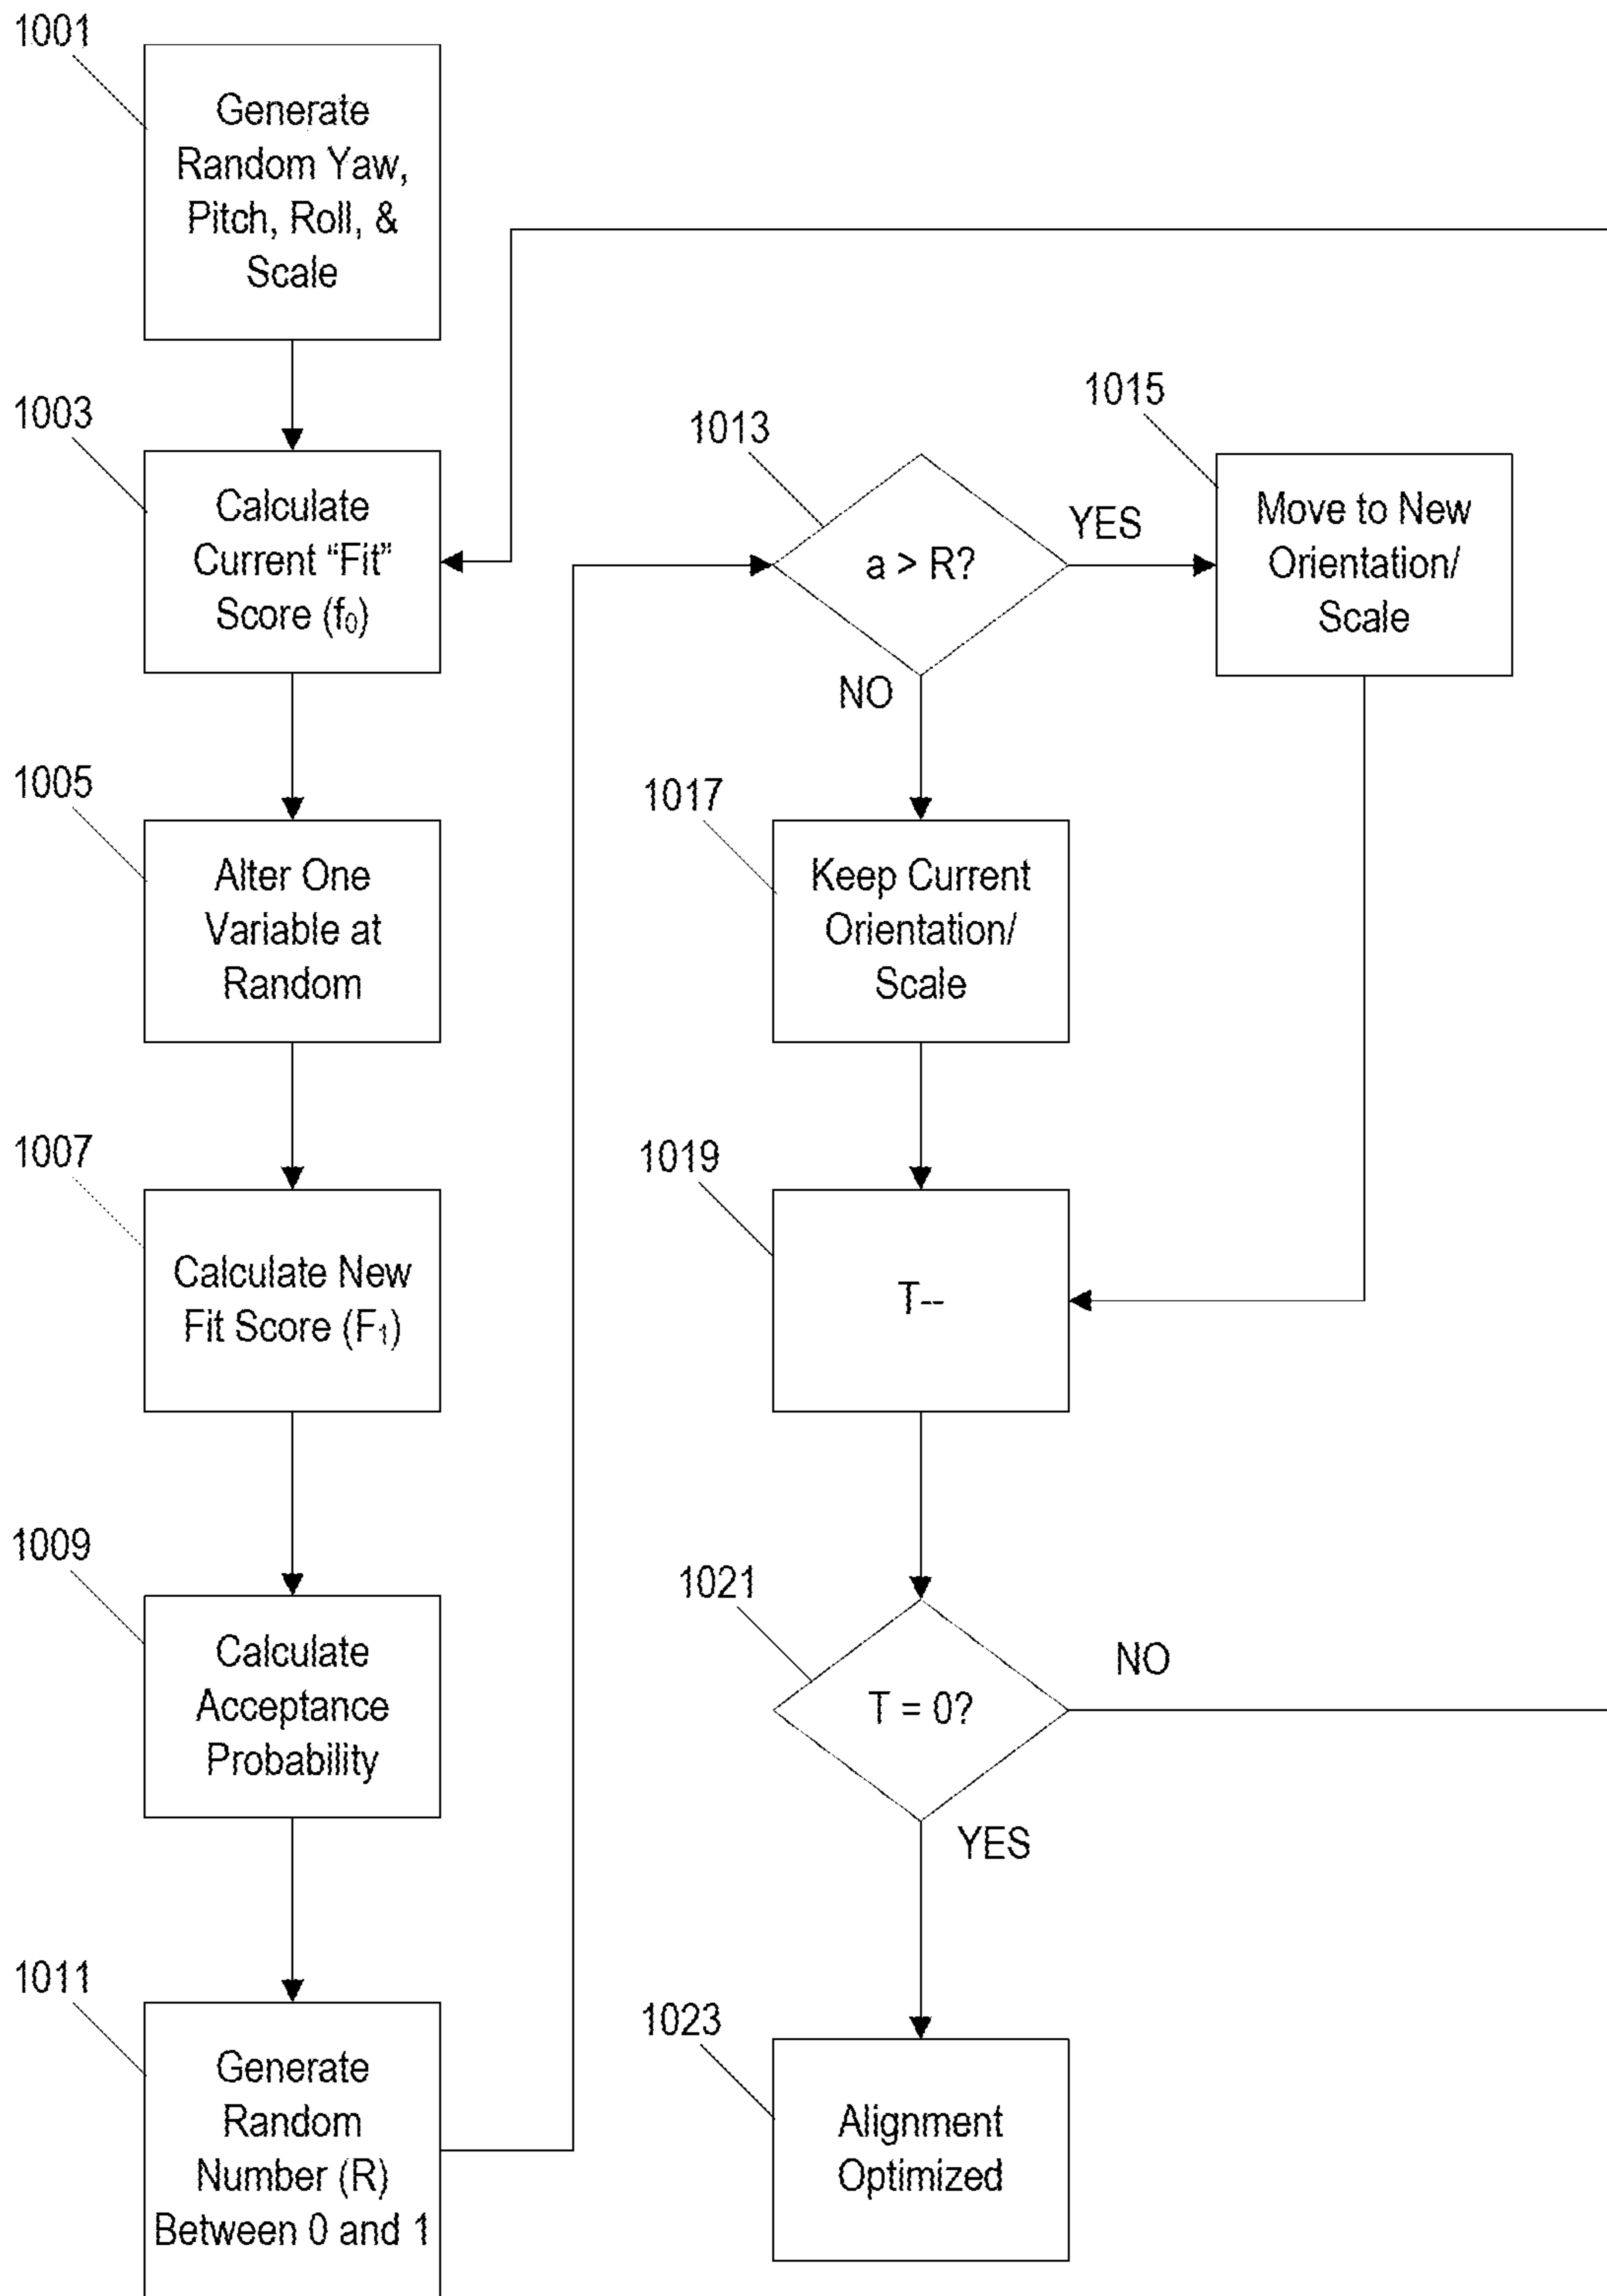 1001
Generate
Random Yaw,
Pitch, Roll, &
Scale
1003
Calculate
Current “Fit”
Score (f₀)
1005
Alter One
Variable at
Random
1007
Calculate New
Fit Score (F₁)
1009
Calculate
Acceptance
Probability
1011
Generate
Random
Number (R)
Between 0 and 1
1013
a > R?
YES
NO
1015
Move to New
Orientation/
Scale
1017
Keep Current
Orientation/
Scale
1019
T--
1021
T = 0?
NO
YES
1023
Alignment
Optimized